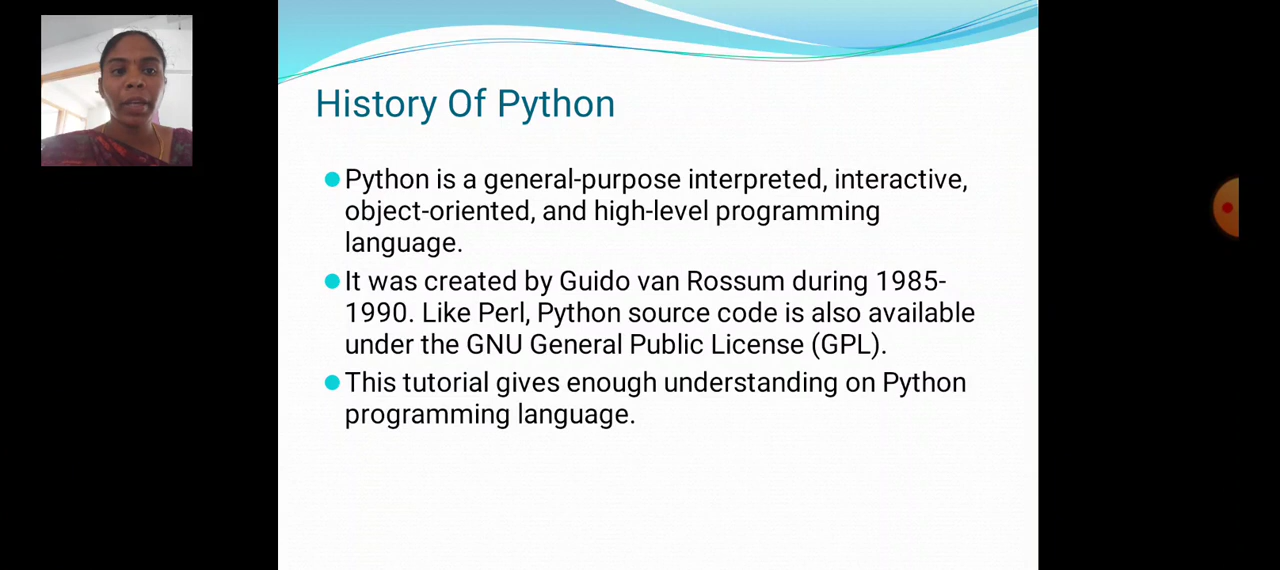 History Of Python
Python is a general-purpose interpreted, interactive,
object-oriented, and high-level programming
language.
It was created by Guido van Rossum during 1985-
1990. Like Perl, Python source code is also available
under the GNU General Public License (GPL).
This tutorial gives enough understanding on Python
programming language.